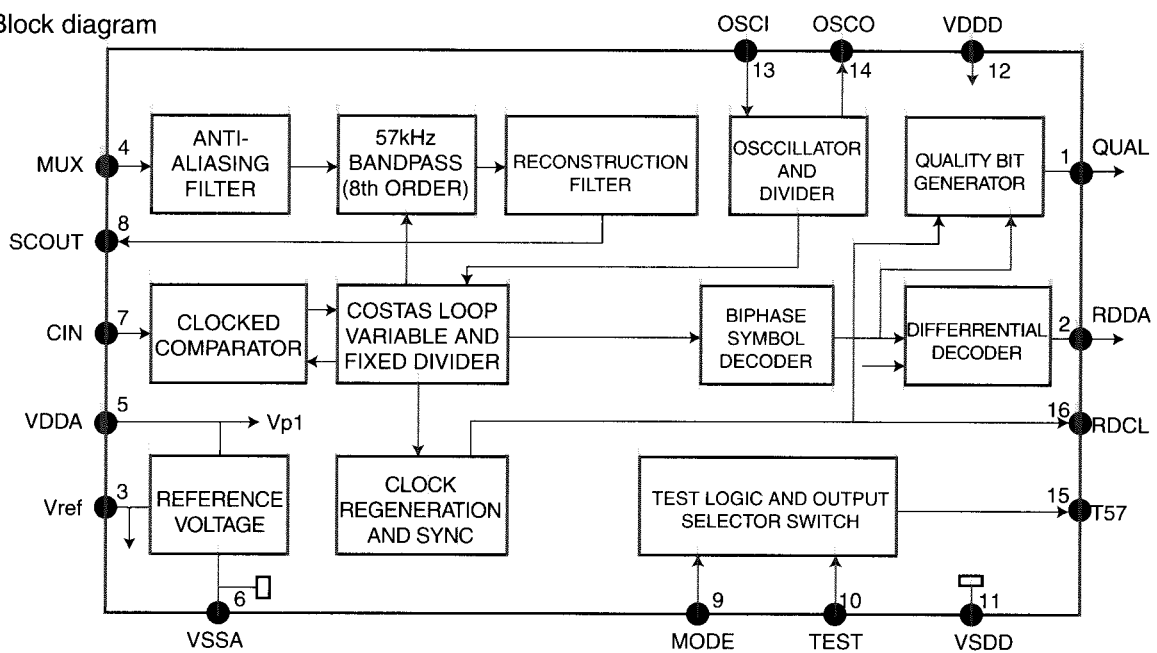 Block diagram
OSCI
OSCO
VDDD
13
14
12
MUX
4
ANTI-
ALIASING
FILTER
57kHz
BANDPASS
(8th ORDER)
RECONSTRUCTION
FILTER
OSCCILLATOR
AND
DIVIDER
QUALITY BIT
GENERATOR
1
QUAL
SCOUT
8
CIN
7
CLOCKED
COMPARATOR
COSTAS LOOP
VARIABLE AND
FIXED DIVIDER
BIPHASE
SYMBOL
DECODER
DIFFERRENTIAL
DECODER
2
RDDA
VDDA
5
Vp1
16
RDCL
Vref
3
REFERENCE
VOLTAGE
CLOCK
REGENERATION
AND SYNC
TEST LOGIC AND OUTPUT
SELECTOR SWITCH
15
T57
6
9
10
11
VSSA
MODE
TEST
VSDD